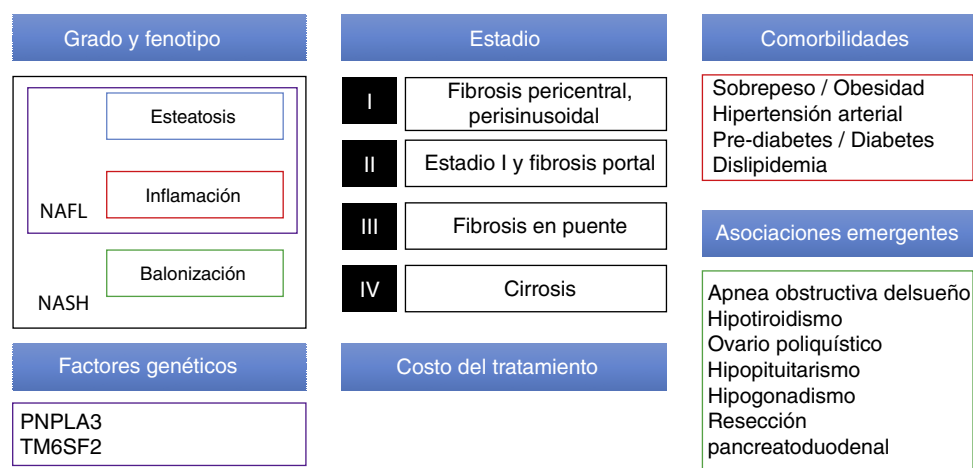 Grado y fenotipo
Esteatosis
Inflamación
NAFL
Balonización
NASH
Factores genéticos
PNPLA3
TM6SF2
Estadio
I
Fibrosis pericentral,
perisinusoidal
II
Estadio I y fibrosis portal
III
Fibrosis en puente
IV
Cirrosis
Costo del tratamiento
Comorbilidades
Sobrepeso / Obesidad
Hipertensión arterial
Pre-diabetes / Diabetes
Dislipidemia
Asociaciones emergentes
Apnea obstructiva delsueño
Hipotiroidismo
Ovario poliquístico
Hipopituitarismo
Hipogonadismo
Resección
pancreatoduodenal